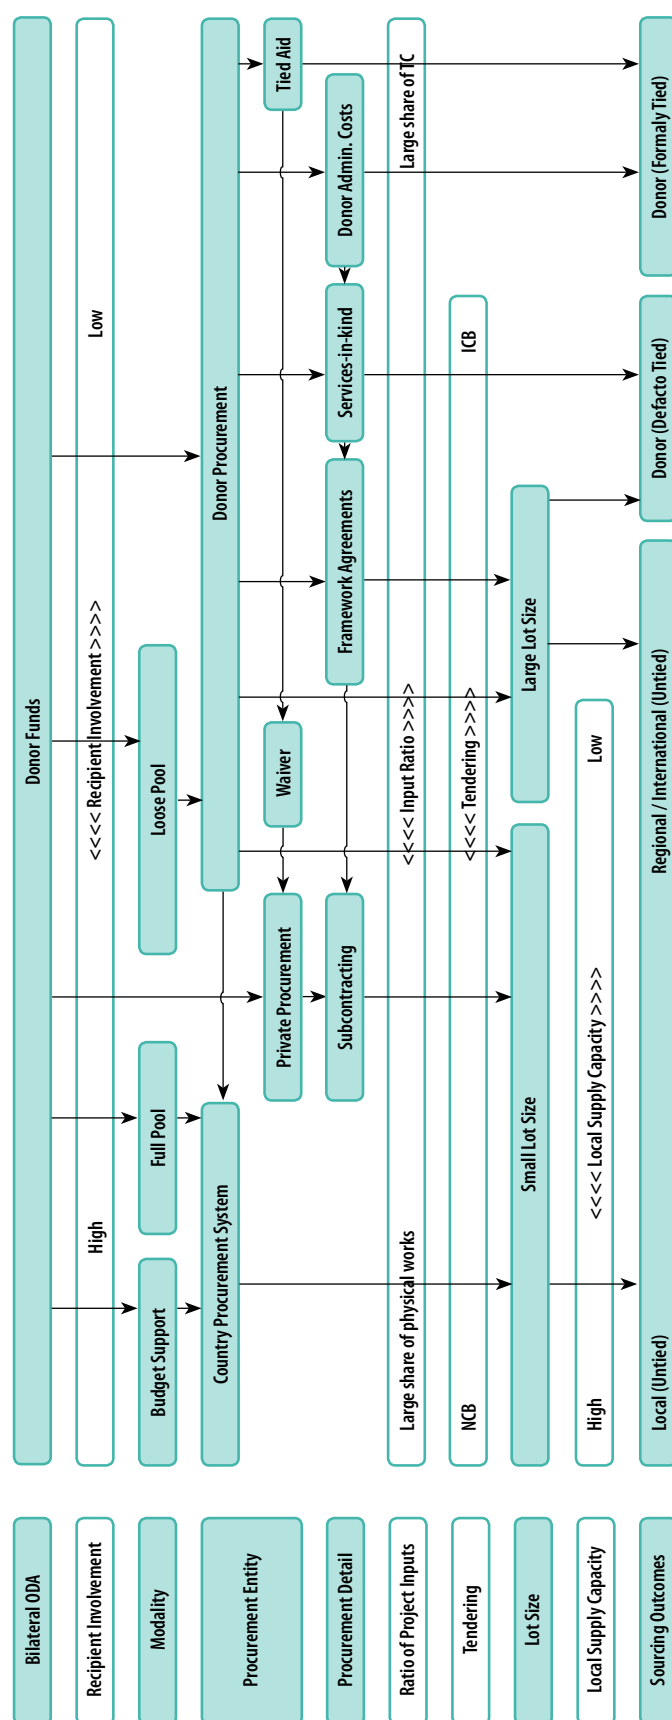 Bilateral ODA
Donor Funds
Recipient Involvement
High
<<<< Recipient Involvement >>>>
Low
Modality
Budget Support
Full Pool
Loose Pool
Procurement Entity
Country Procurement System
Donor Procurement
Private Procurement
Waiver
Tied Aid
Procurement Detail
Subcontracting
Framework Agreements
Services-in-kind
Donor Admin. Costs
Ratio of Project Inputs
Large share of physical works
<<<< Input Ratio >>>>
Large share of TC
Tendering
NCB
<<<< Tendering >>>>
ICB
Lot Size
Small Lot Size
Large Lot Size
Local Supply Capacity
High
<<<< Local Supply Capacity >>>>
Low
Sourcing Outcomes
Local (Untied)
Regional / International (Untied)
Donor (Defacto Tied)
Donor (Formaly Tied)